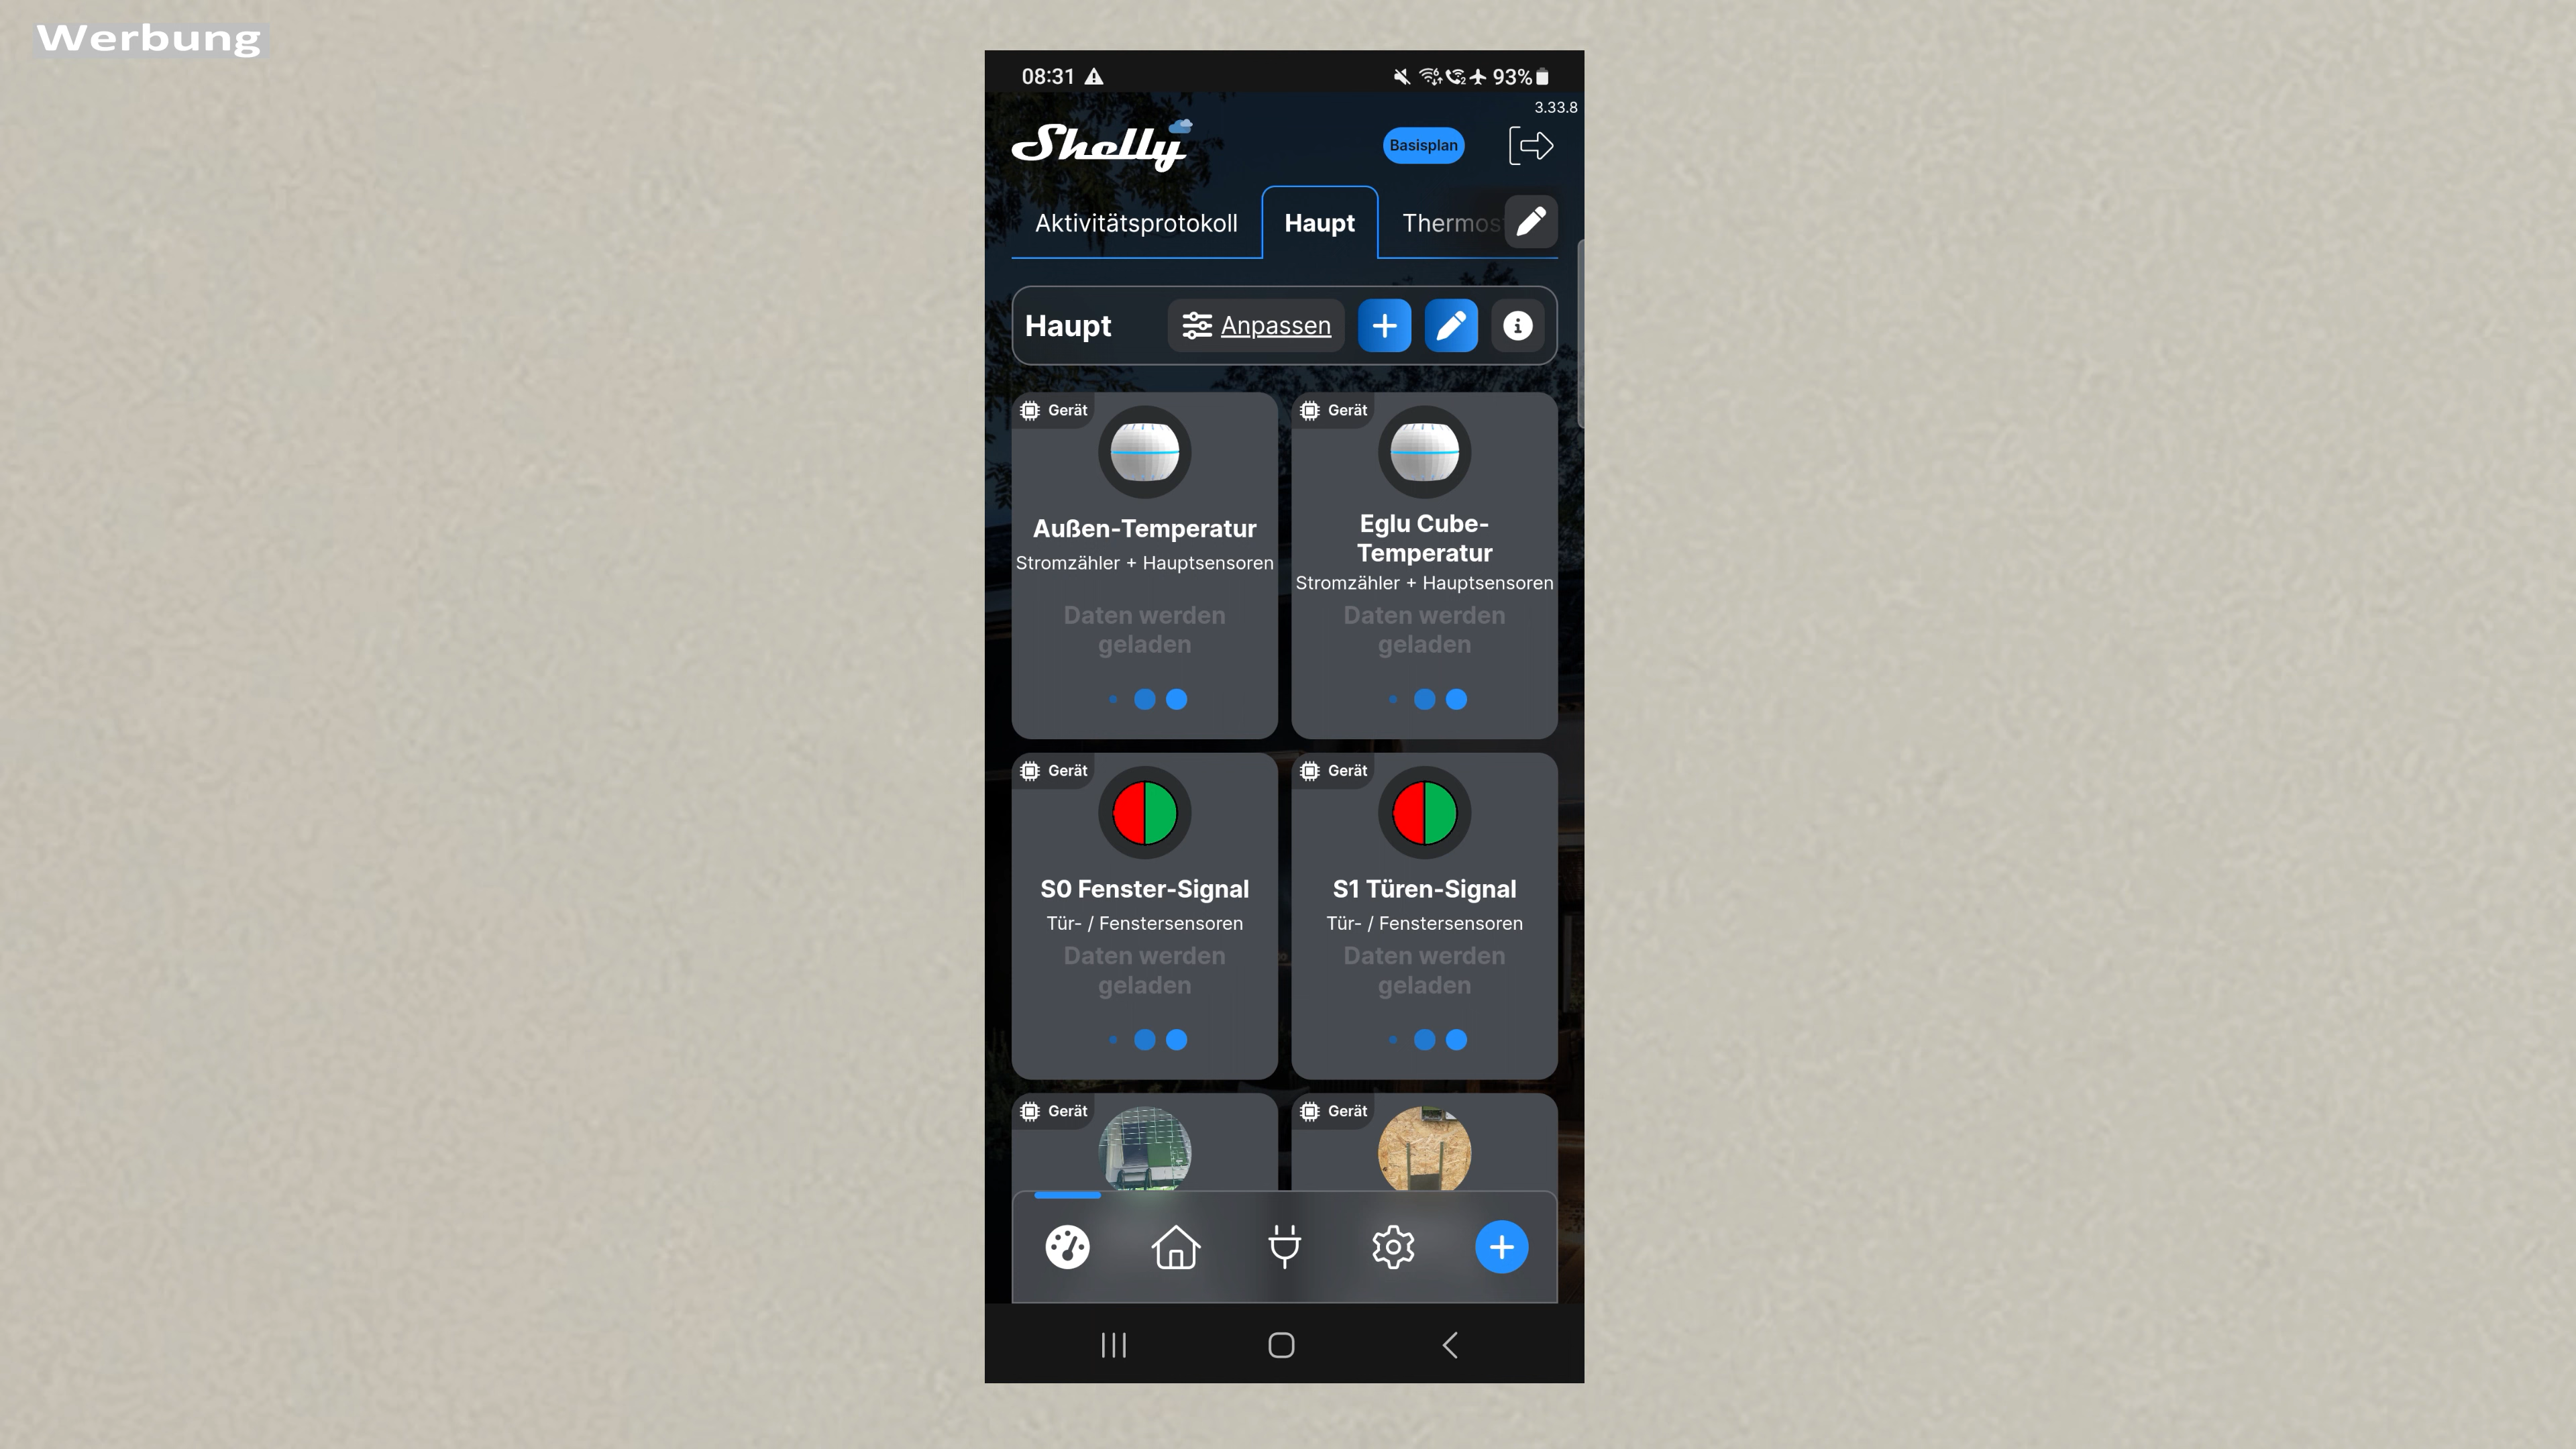 Werbung
08:31
93%
3.33.8
Shelly
Basisplan
Aktivitätsprotokoll
Haupt
Thermos
Haupt
Anpassen
Gerät
Gerät
Außen-Temperatur
Eglu Cube-
Temperatur
Stromzähler + Hauptsensoren
Stromzähler + Hauptsensoren
Daten werden
geladen
Daten werden
geladen
Gerät
Gerät
S0 Fenster-Signal
S1 Türen-Signal
Tür- / Fenstersensoren
Tür- / Fenstersensoren
Daten werden
geladen
Daten werden
geladen
Gerät
Gerät